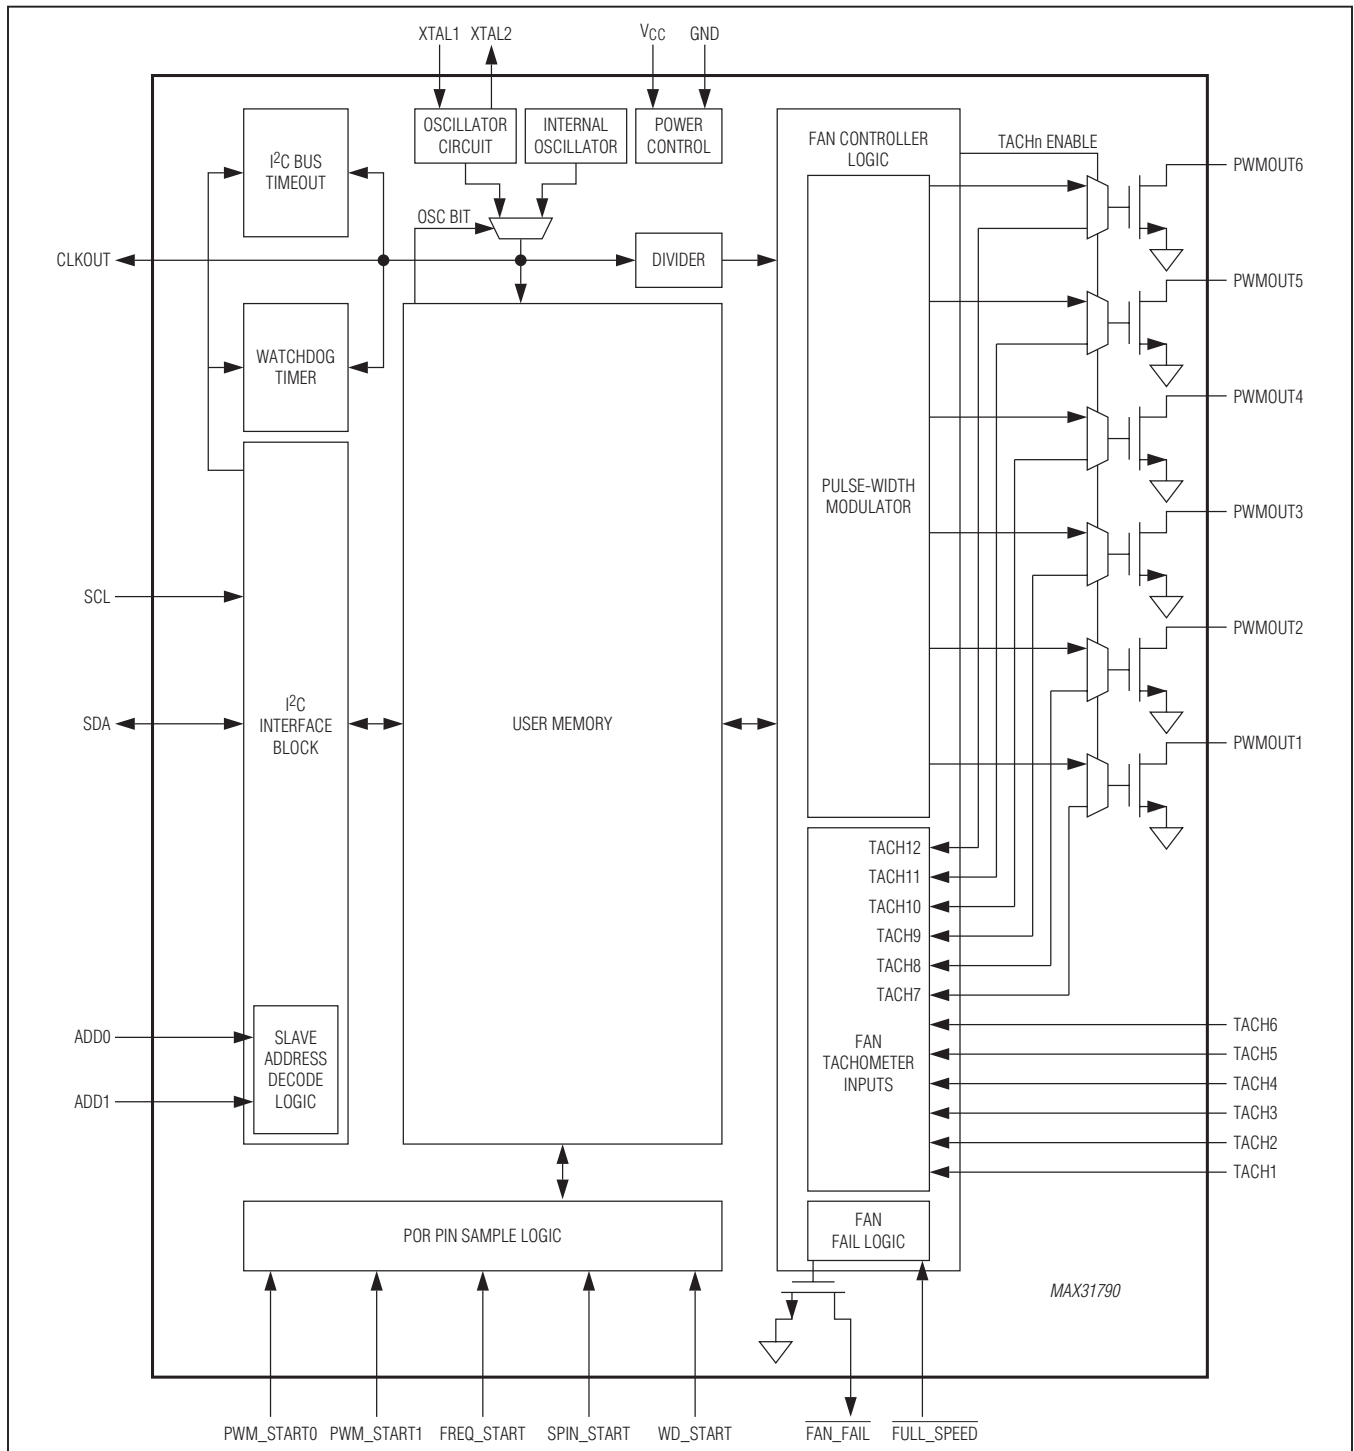 XTAL1 XTAL2
VCC GND
OSCILLATOR
CIRCUIT
INTERNAL
OSCILLATOR
POWER
CONTROL
I2C BUS
TIMEOUT
FAN CONTROLLER
LOGIC
TACHn ENABLE
PWMOUT6
OSC BIT
CLKOUT
DIVIDER
PWMOUT5
WATCHDOG
TIMER
PWMOUT4
PULSE-WIDTH
MODULATOR
PWMOUT3
SCL
PWMOUT2
I2C
INTERFACE
BLOCK
SDA
USER MEMORY
PWMOUT1
TACH12
TACH11
TACH10
TACH9
TACH8
TACH7
FAN
TACHOMETER
INPUTS
TACH6
TACH5
TACH4
TACH3
TACH2
TACH1
ADD0
ADD1
SLAVE
ADDRESS
DECODE
LOGIC
POR PIN SAMPLE LOGIC
FAN
FAIL LOGIC
MAX31790
PWM_START0 PWM_START1 FREQ_START SPIN_START WD_START FAN_FAIL FULL_SPEED